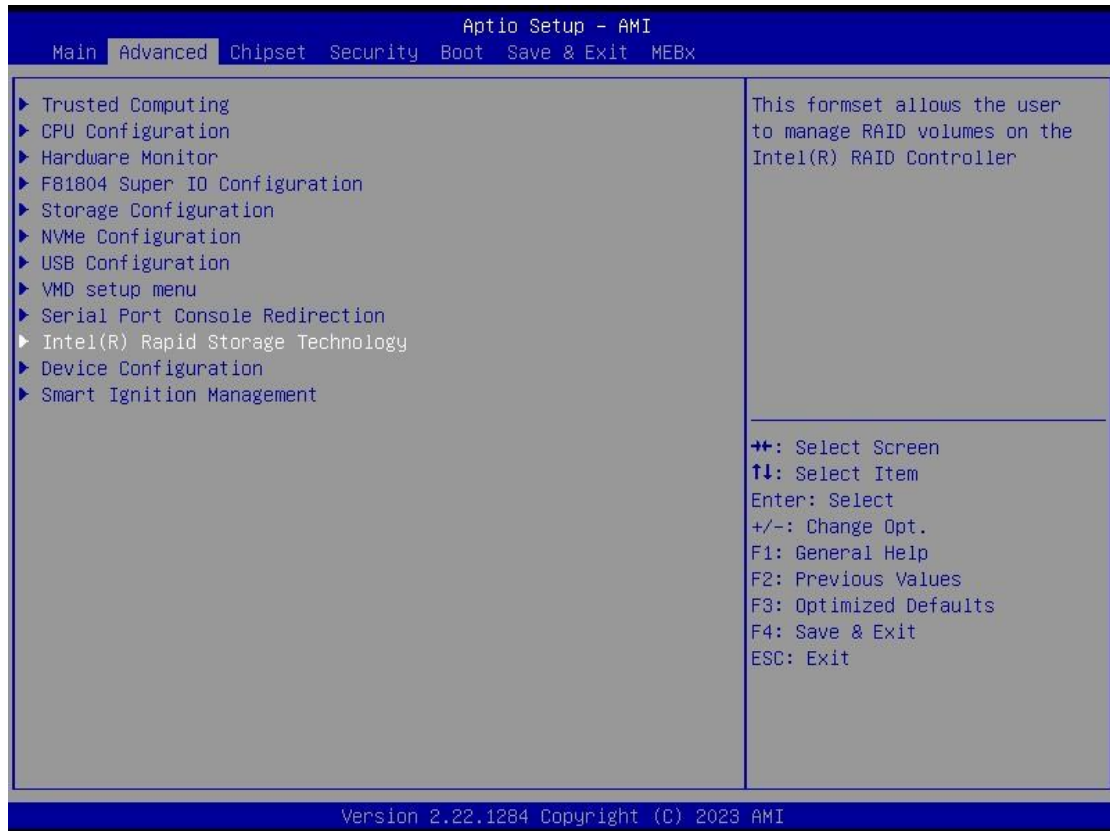 Aptio Setup - AMI
Main Advanced Chipset Security Boot Save & Exit MEBx
▶ Trusted Computing
▶ CPU Configuration
▶ Hardware Monitor
▶ F81804 Super IO Configuration
▶ Storage Configuration
▶ NVMe Configuration
▶ USB Configuration
▶ VMD setup menu
▶ Serial Port Console Redirection
▶ Intel(R) Rapid Storage Technology
▶ Device Configuration
▶ Smart Ignition Management
This formset allows the user
to manage RAID volumes on the
Intel(R) RAID Controller
→←: Select Screen
↑↓: Select Item
Enter: Select
+/-: Change Opt.
F1: General Help
F2: Previous Values
F3: Optimized Defaults
F4: Save & Exit
ESC: Exit
Version 2.22.1284 Copyright (C) 2023 AMI